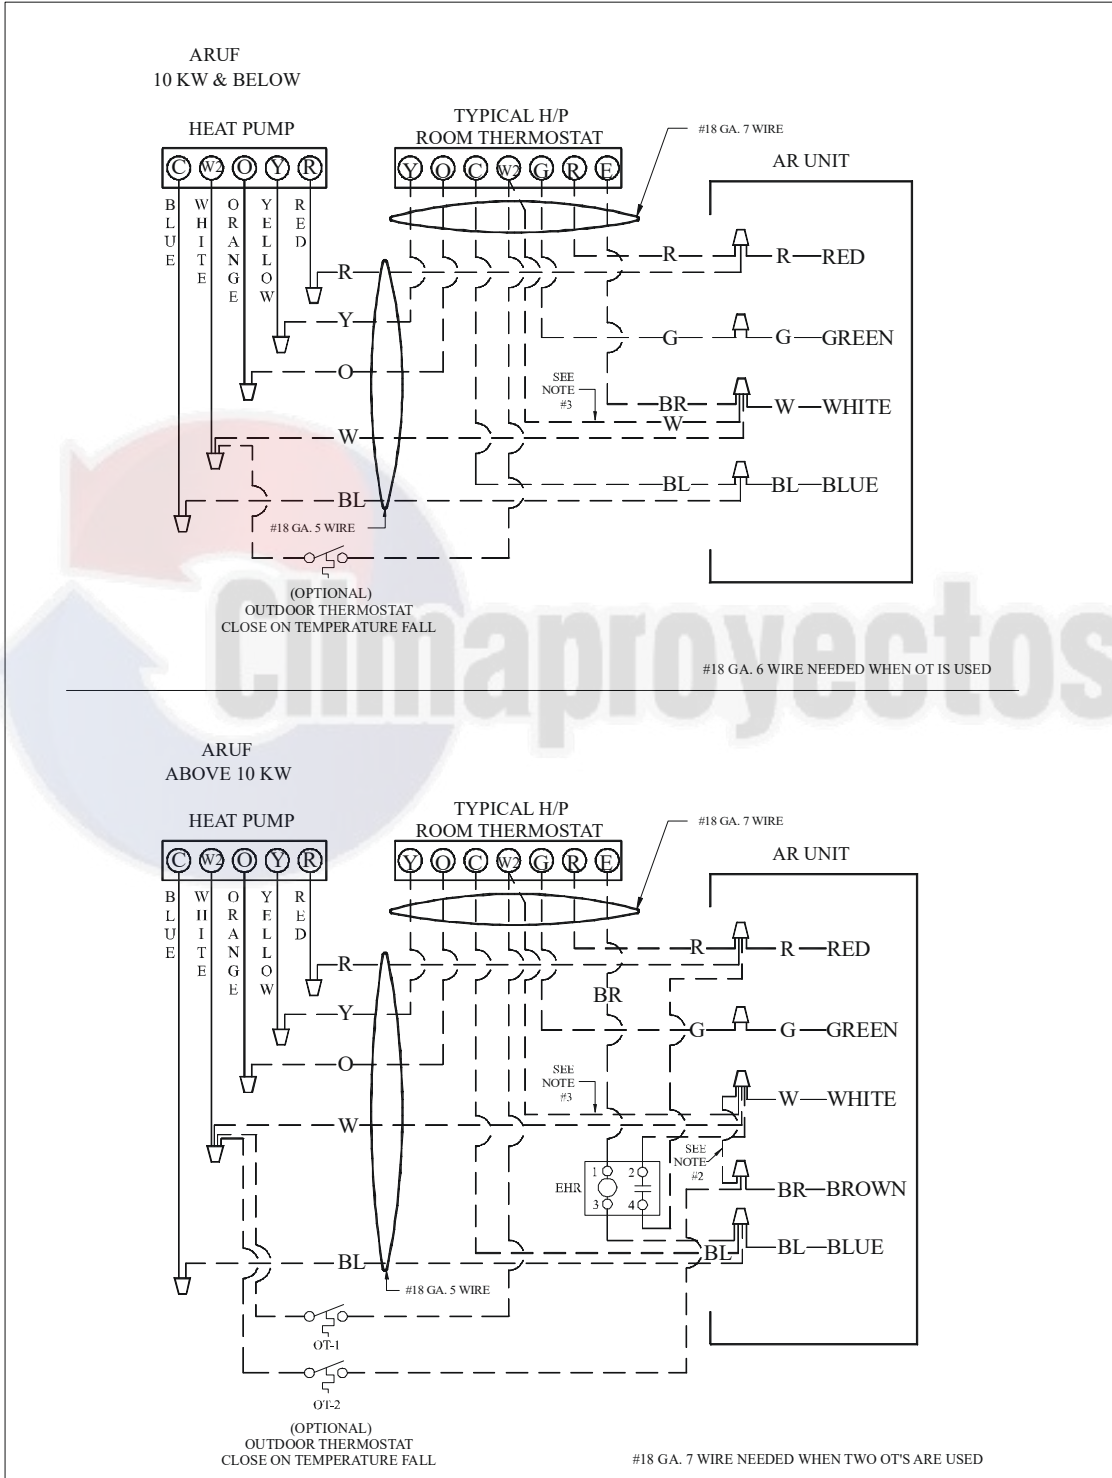 ARUF
10 KW & BELOW
HEAT PUMP
TYPICAL H/P
ROOM THERMOSTAT
#18 GA. 7 WIRE
AR UNIT
C W2 O Y R
Y O C W2 G R E
BLUE
WHITE
ORANGE
YELLOW
RED
R
R
R
RED
Y
G
G
GREEN
O
SEE
NOTE
#3
BR
W
W
WHITE
W
BL
BL
BLUE
BL
#18 GA. 5 WIRE
(OPTIONAL)
OUTDOOR THERMOSTAT
CLOSE ON TEMPERATURE FALL
Climaproyectos
#18 GA. 6 WIRE NEEDED WHEN OT IS USED
ARUF
ABOVE 10 KW
HEAT PUMP
TYPICAL H/P
ROOM THERMOSTAT
#18 GA. 7 WIRE
AR UNIT
C W2 O Y R
Y O C W2 G R E
BLUE
WHITE
ORANGE
YELLOW
RED
R
R
R
RED
BR
Y
G
G
GREEN
O
SEE
NOTE
#3
W
WHITE
W
SEE
NOTE
#2
EHR
1 2
3 4
BR
BROWN
BL
BL
BLUE
BL
#18 GA. 5 WIRE
OT-1
OT-2
(OPTIONAL)
OUTDOOR THERMOSTAT
CLOSE ON TEMPERATURE FALL
#18 GA. 7 WIRE NEEDED WHEN TWO OT'S ARE USED